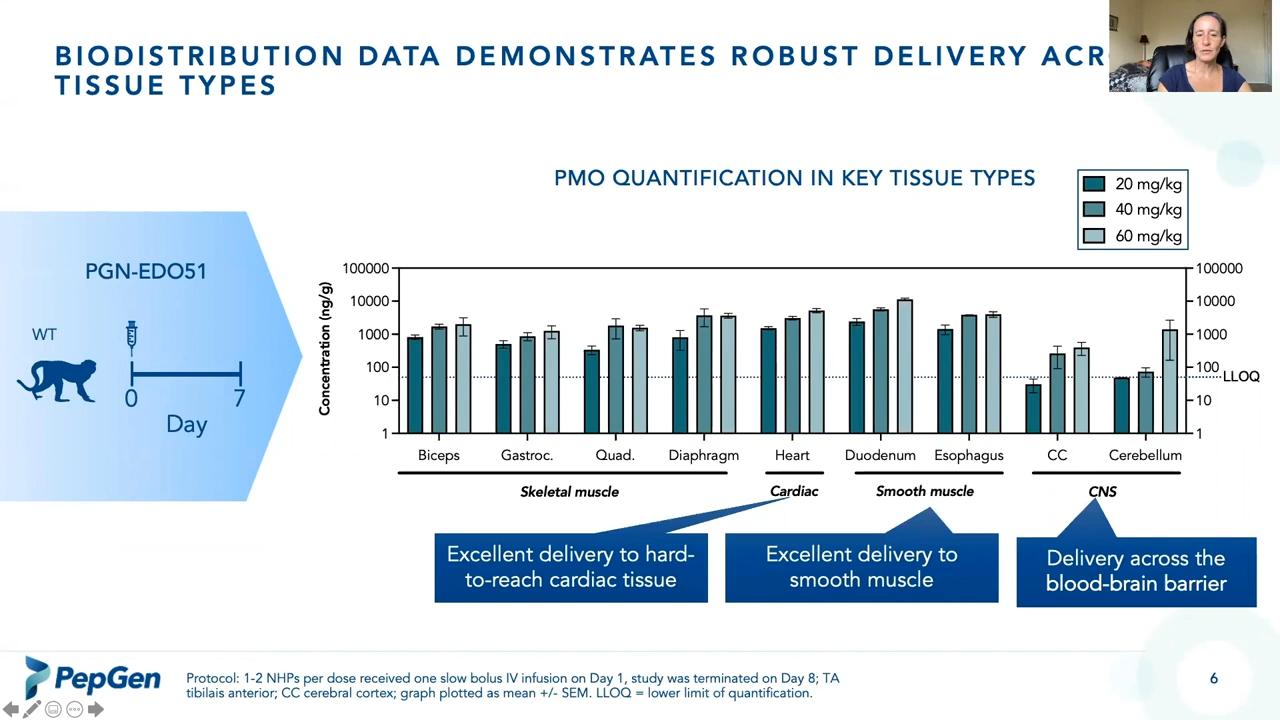 BIODISTRIBUTION DATA DEMONSTRATES ROBUST DELIVERY
TISSUE TYPES
PMO QUANTIFICATION IN KEY TISSUE TYPES
20 mg/kg
40 mg/kg
60 mg/kg
PGN-EDO51
WT
0
7
Day
Concentration (ng/g)
100000
10000
1000
100
10
1
100000
10000
1000
100
10
1
LLOQ
Biceps Gastroc. Quad. Diaphragm Heart Duodenum Esophagus CC Cerebellum
Skeletal muscle Cardiac Smooth muscle CNS
Excellent delivery to hard-
to-reach cardiac tissue
Excellent delivery to
smooth muscle
Delivery across the
blood-brain barrier
PepGen
Protocol: 1-2 NHPs per dose received one slow bolus IV infusion on Day 1, study was terminated on Day 8; TA
tibilais anterior; CC cerebral cortex; graph plotted as mean +/- SEM. LLOQ = lower limit of quantification.
6